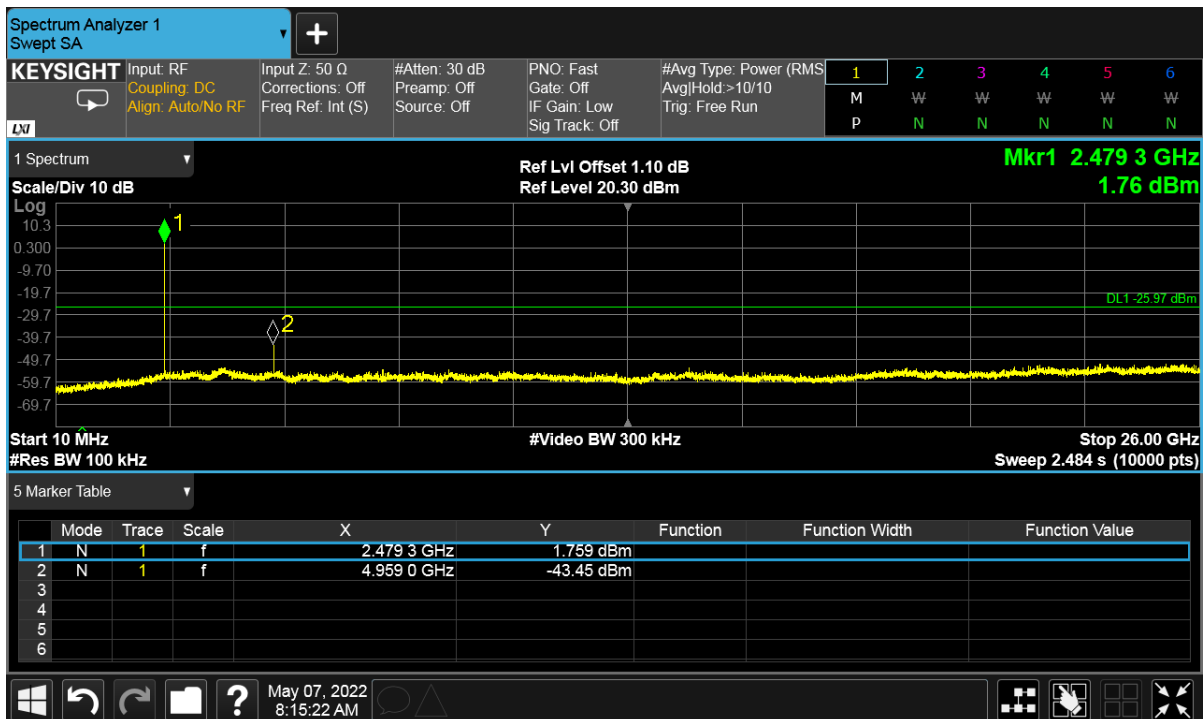 Spectrum Analyzer 1
Swept SA
+
KEYSIGHT
LXI
Input: RF
Coupling: DC
Align: Auto/No RF
Input Z: 50 Ω
Corrections: Off
Freq Ref: Int (S)
#Atten: 30 dB
Preamp: Off
Source: Off
PNO: Fast
Gate: Off
IF Gain: Low
Sig Track: Off
#Avg Type: Power (RMS
Avg|Hold:>10/10
Trig: Free Run
1 2 3 4 5 6
M W W W W W
P N N N N N
1 Spectrum
Scale/Div 10 dB
Ref Lvl Offset 1.10 dB
Ref Level 20.30 dBm
Mkr1 2.479 3 GHz
1.76 dBm
Log
10.3
0.300
-9.70
-19.7
-29.7
-39.7
-49.7
-59.7
-69.7
1
2
DL1 -25.97 dBm
Start 10 MHz
#Res BW 100 kHz
#Video BW 300 kHz
Stop 26.00 GHz
Sweep 2.484 s (10000 pts)
5 Marker Table
Mode Trace Scale X Y Function Function Width Function Value
1 N 1 f 2.479 3 GHz 1.759 dBm
2 N 1 f 4.959 0 GHz -43.45 dBm
3
4
5
6
?
May 07, 2022
8:15:22 AM